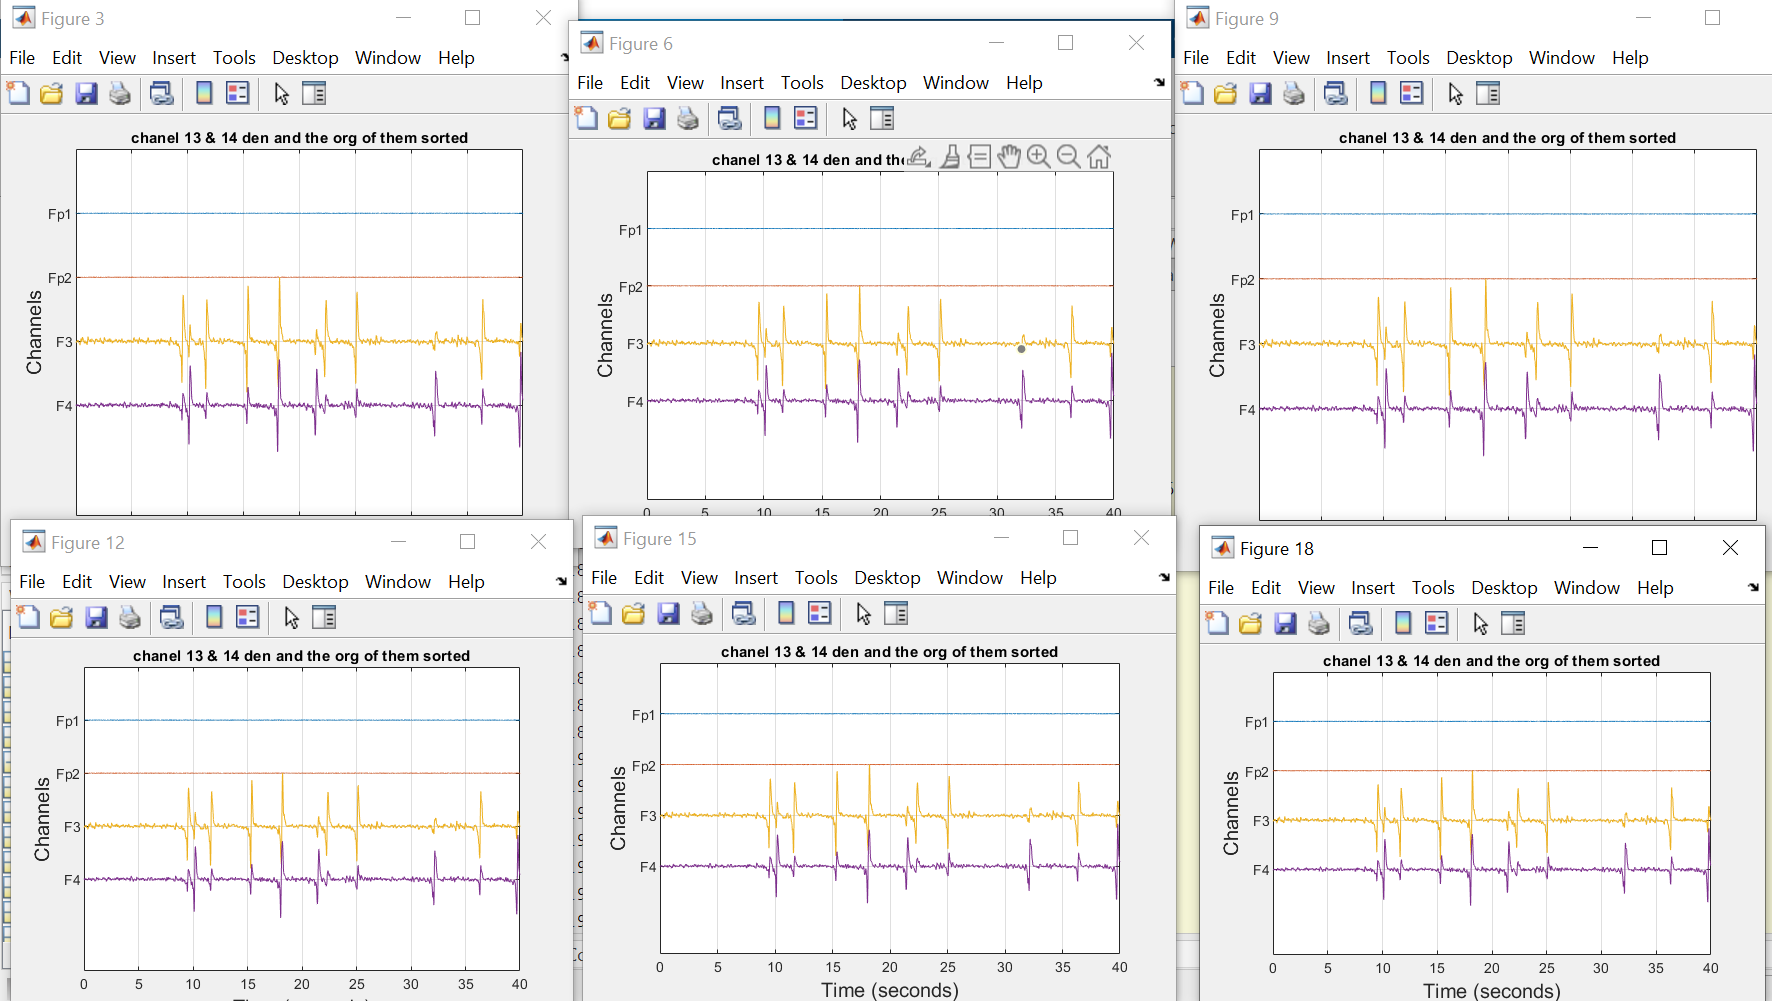 Figure 3
File Edit View Insert Tools Desktop Window Help
chanel 13 & 14 den and the org of them sorted
Channels
Fp1
Fp2
F3
F4
Figure 6
File Edit View Insert Tools Desktop Window Help
chanel 13 & 14 den and the
Channels
Fp1
Fp2
F3
F4
0 5 10 15 20 25 30 35 40
Figure 9
File Edit View Insert Tools Desktop Window Help
chanel 13 & 14 den and the org of them sorted
Channels
Fp1
Fp2
F3
F4
Figure 12
File Edit View Insert Tools Desktop Window Help
chanel 13 & 14 den and the org of them sorted
Channels
Fp1
Fp2
F3
F4
0 5 10 15 20 25 30 35 40
Time (seconds)
Figure 15
File Edit View Insert Tools Desktop Window Help
chanel 13 & 14 den and the org of them sorted
Channels
Fp1
Fp2
F3
F4
0 5 10 15 20 25 30 35 40
Time (seconds)
Figure 18
File Edit View Insert Tools Desktop Window Help
chanel 13 & 14 den and the org of them sorted
Channels
Fp1
Fp2
F3
F4
0 5 10 15 20 25 30 35 40
Time (seconds)